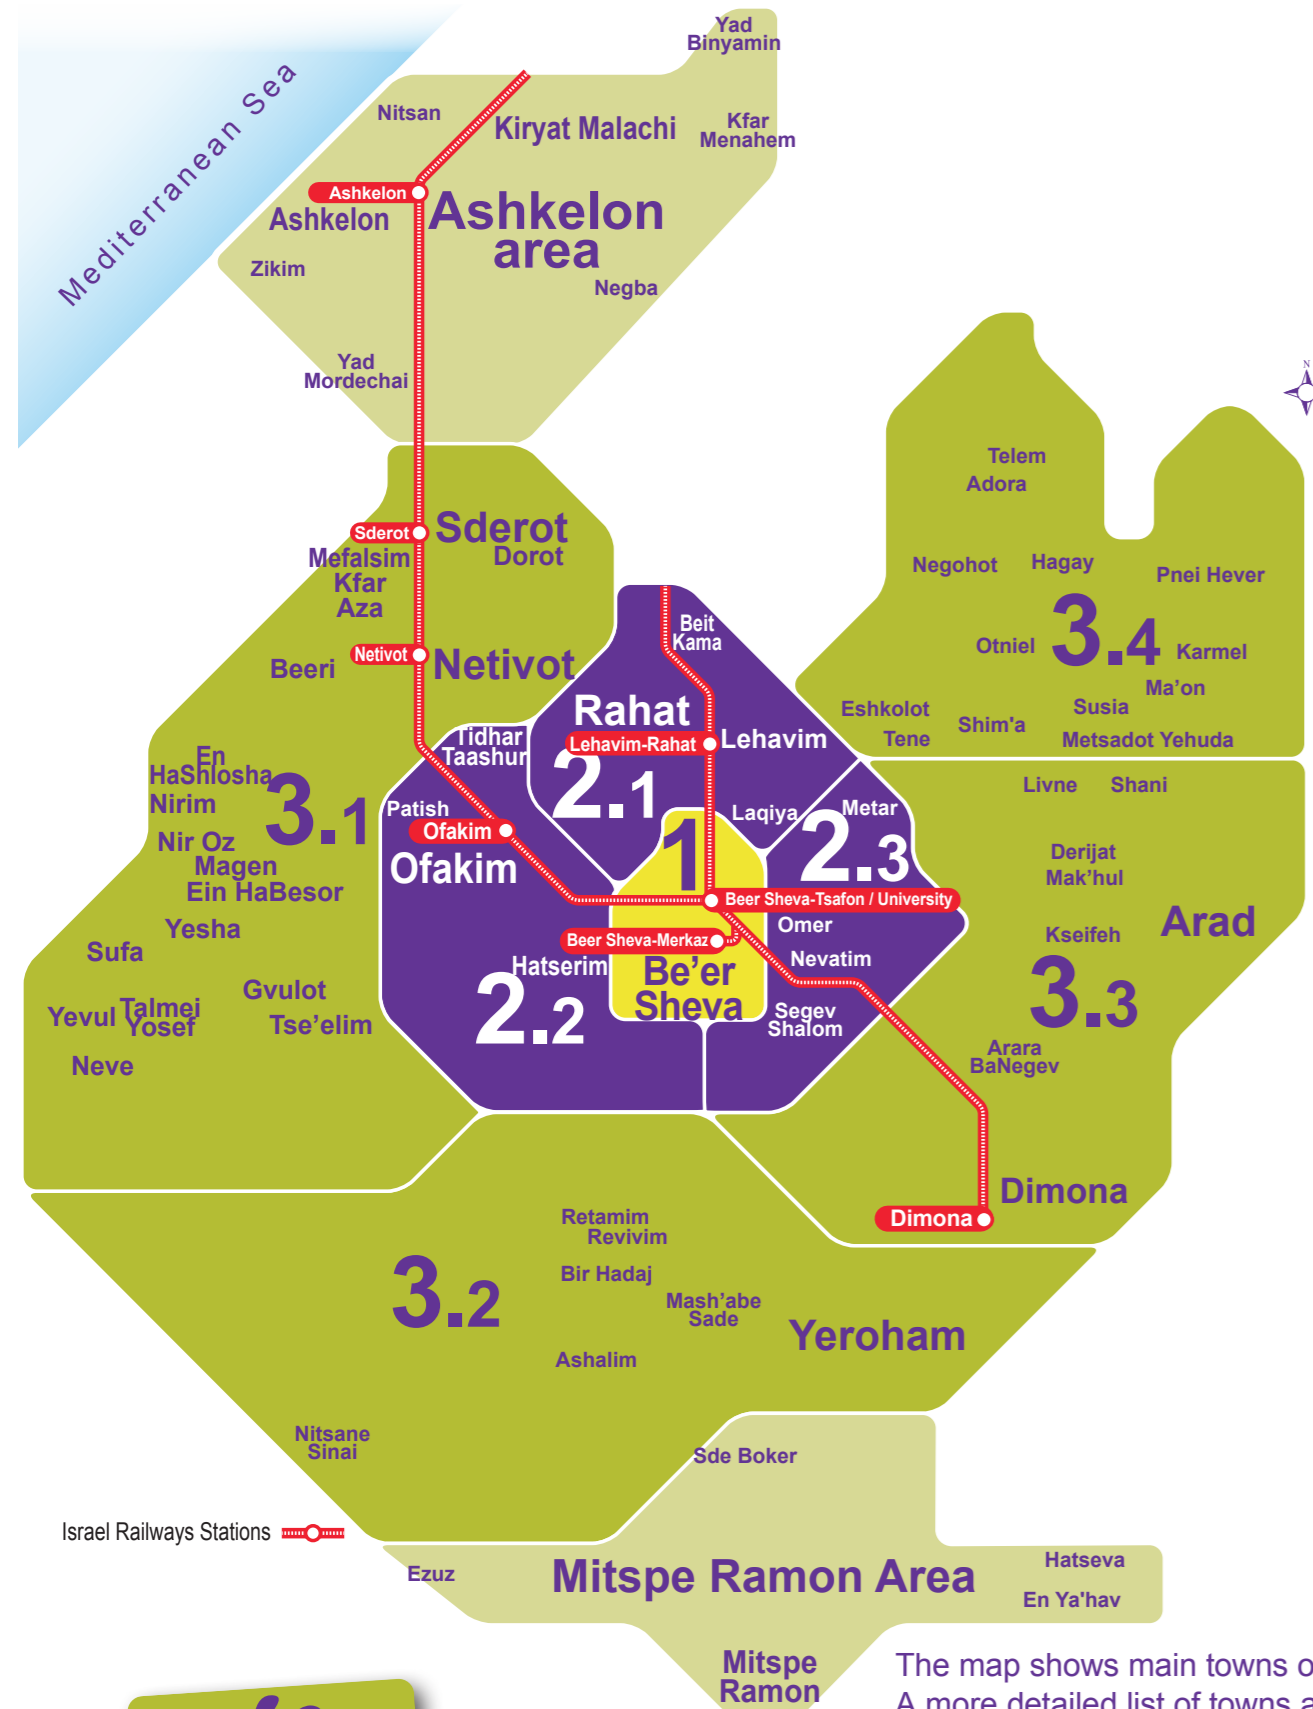 Yad
Binyamin
Mediterranean Sea
Nitsan
Kiryat Malachi
Kfar
Menahem
Ashkelon
Ashkelon
Ashkelon
area
Zikim
Negba
Yad
Mordechai
N
Telem
Adora
Negohot
Hagay
Pnei Hever
3.4
Otniel
Karmel
Ma’on
Susia
Eshkolot
Shim'a
Tene
Metsadot Yehuda
Sderot
Sderot
Dorot
Mefalsim
Kfar
Aza
Netivot
Netivot
Beeri
Beit
Kama
Rahat
Lehavim-Rahat
Lehavim
2.1
Laqiya
Tidhar
Taashur
Patish
Ofakim
Ofakim
En
HaShlosha
Nirim
3.1
Nir Oz
Magen
Ein HaBesor
Yesha
Sufa
Gvulot
Yevul
Talmei
Yosef
Tse’elim
Neve
1
Metar
2.3
Beer Sheva-Tsafon / University
Omer
Beer Sheva-Merkaz
Be’er
Sheva
Nevatim
Segev
Shalom
Hatserim
2.2
Livne
Shani
Derijat
Mak’hul
Arad
Kseifeh
3.3
Arara
BaNegev
Dimona
Dimona
Retamim
Revivim
3.2
Bir Hadaj
Mash’abe
Sade
Yeroham
Ashalim
Nitsane
Sinai
Sde Boker
Israel Railways Stations
Ezuz
Mitspe Ramon Area
Hatseva
En Ya'hav
Mitspe
Ramon
The map shows main towns o
A more detailed list of towns a